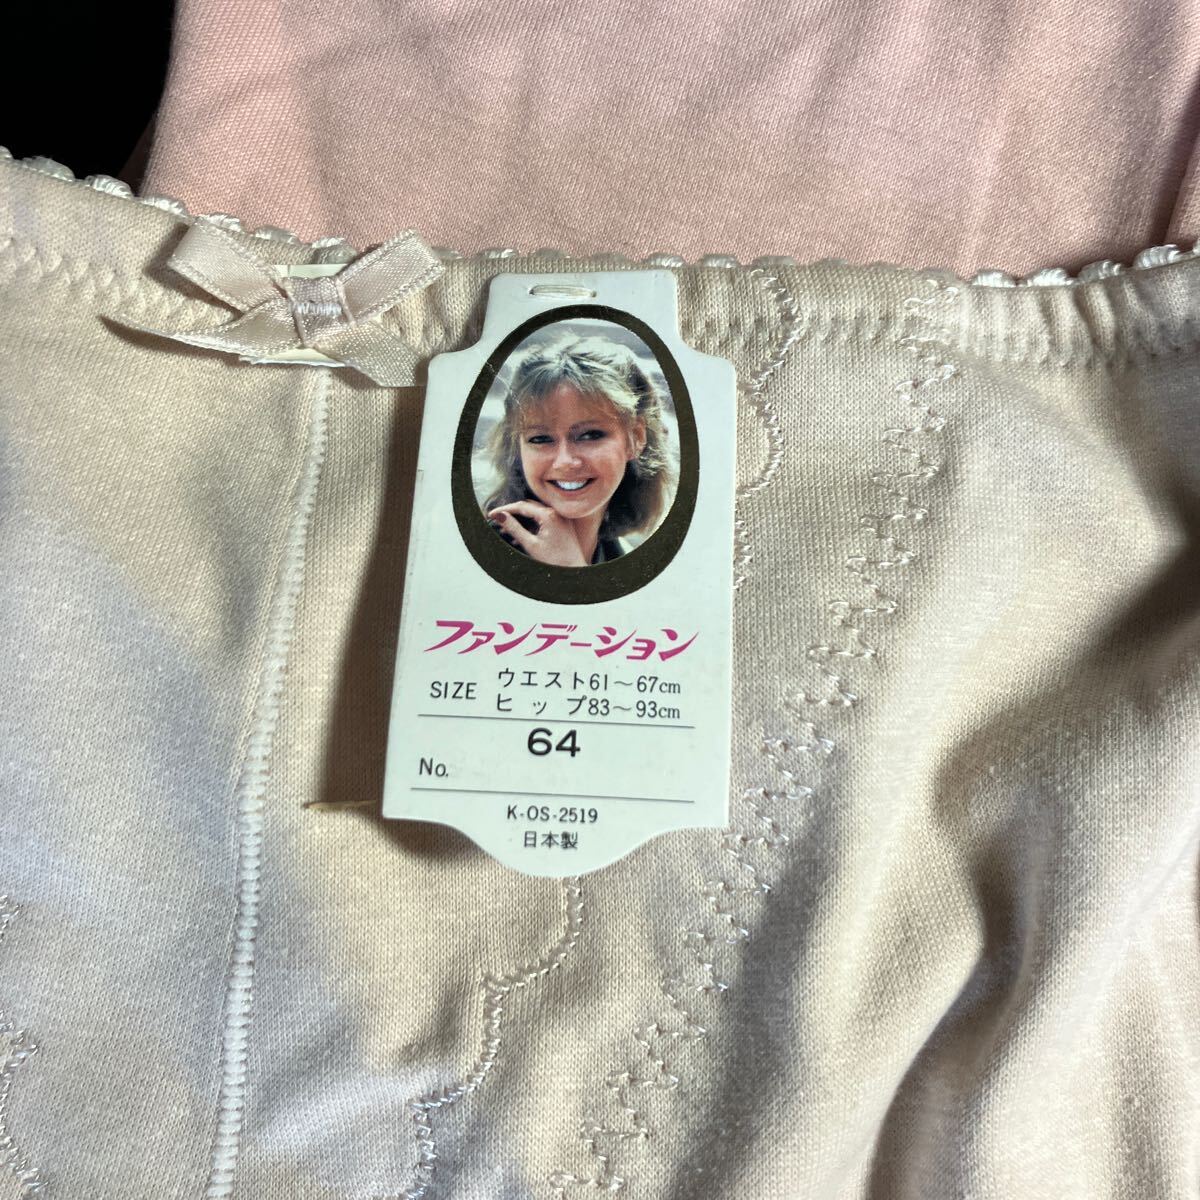 ファンデーション
SIZE ウエスト61〜67cm
ヒップ83〜93cm
64
No.
K-OS-2519
日本製